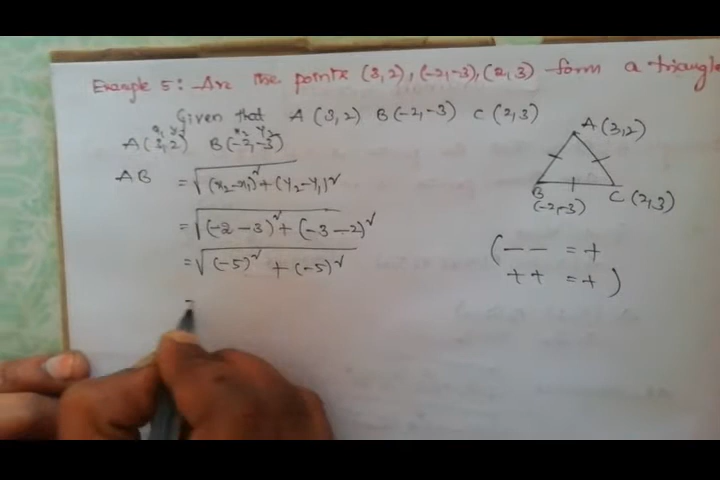 Example 5: Are the points (3,2), (-2,-3), (2,3) form a triangle
Given that A (3,2) B(-2,-3) C (2,3)
x₁ y₁ x₂ y₂
A(3,2) B(-2,-3)
AB = √(x₂-x₁)²+(y₂-y₁)²
= √(-2-3)²+(-3-2)²
= √(-5)²+(-5)²
=
A(3,2)
B
(-2,-3)
C (2,3)
(-- = +
++ = +)